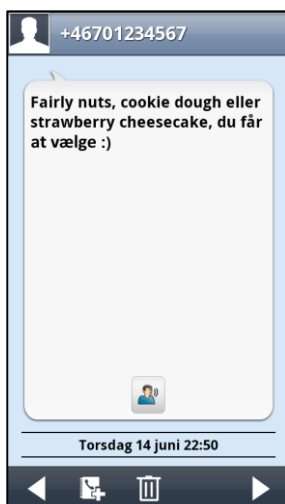 +46701234567
Fairly nuts, cookie dough eller
strawberry cheesecake, du får
at vælge :)
Torsdag 14 juni 22:50